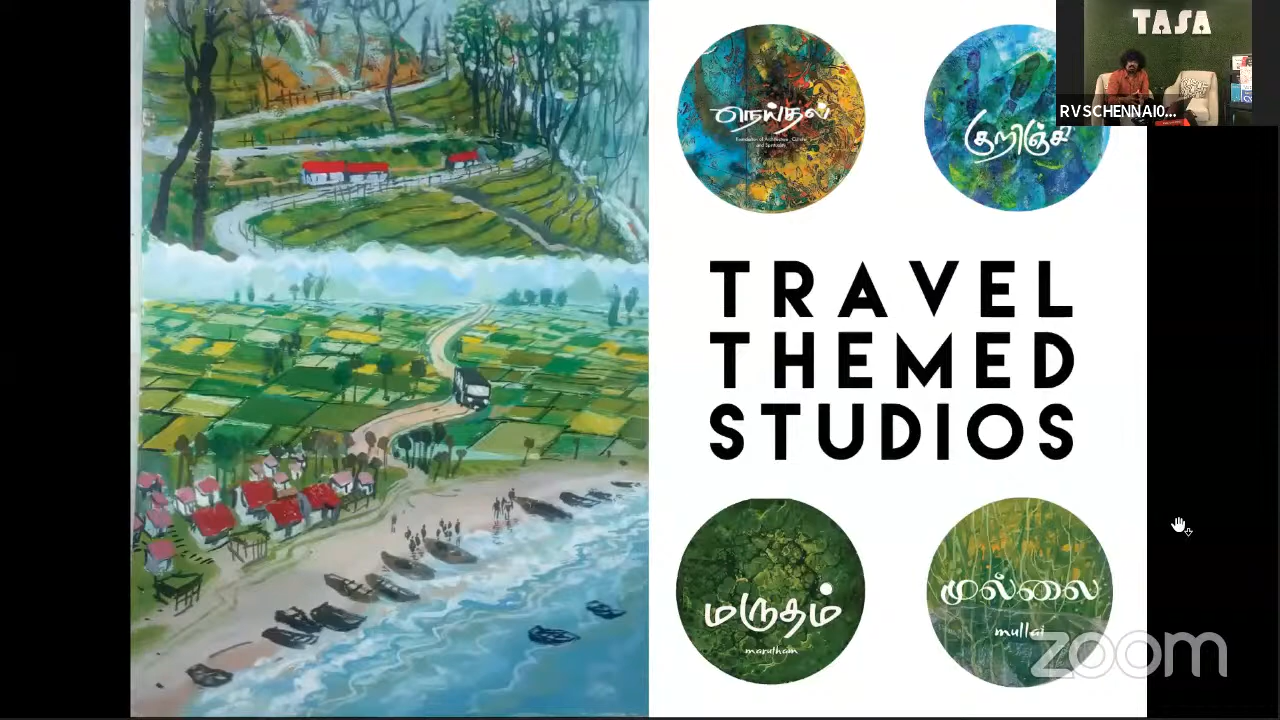 TASA
RVSCHENNAI0...
நெய்தல்
குறிஞ்சி
TRAVEL
THEMED
STUDIOS
மருதம்
marutham
முல்லை
mullai
zoom